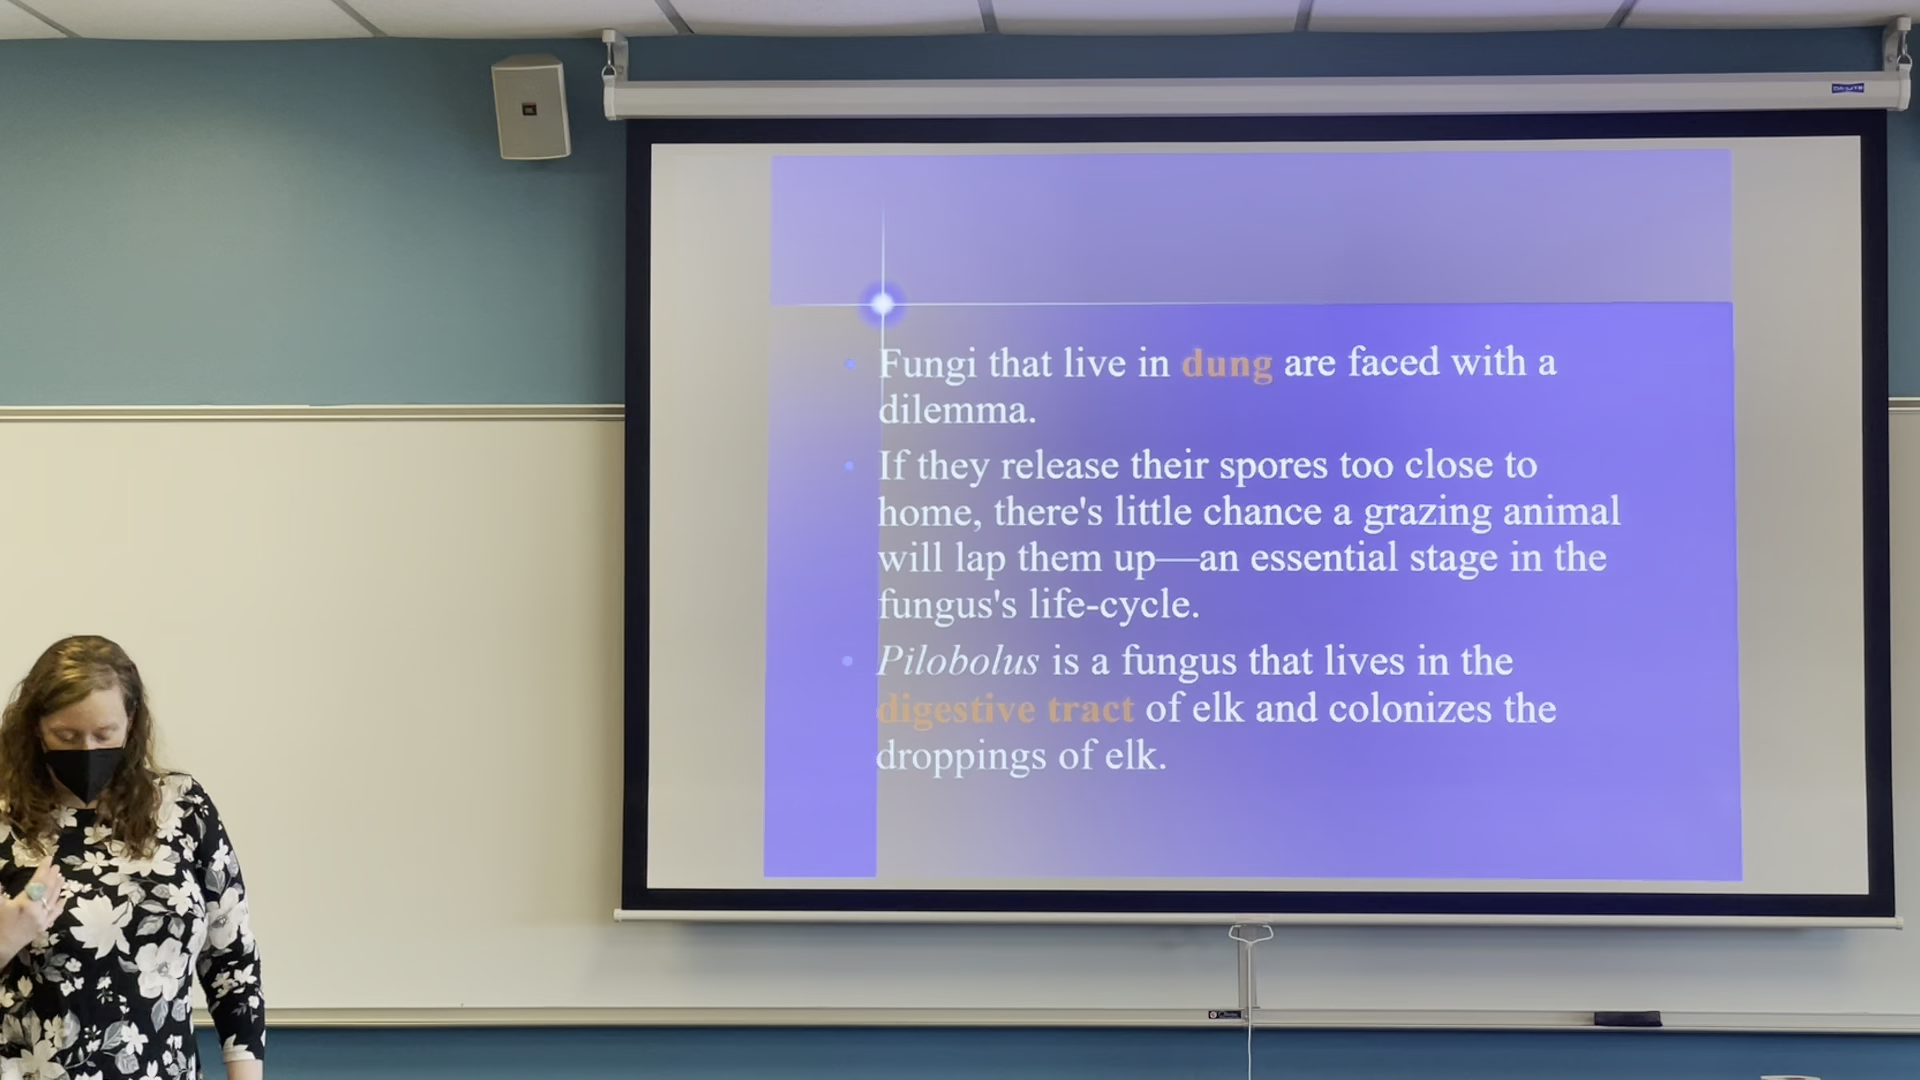 Fungi that live in dung are faced with a
dilemma.
If they release their spores too close to
home, there's little chance a grazing animal
will lap them up—an essential stage in the
fungus's life-cycle.
Pilobolus is a fungus that lives in the
digestive tract of elk and colonizes the
droppings of elk.